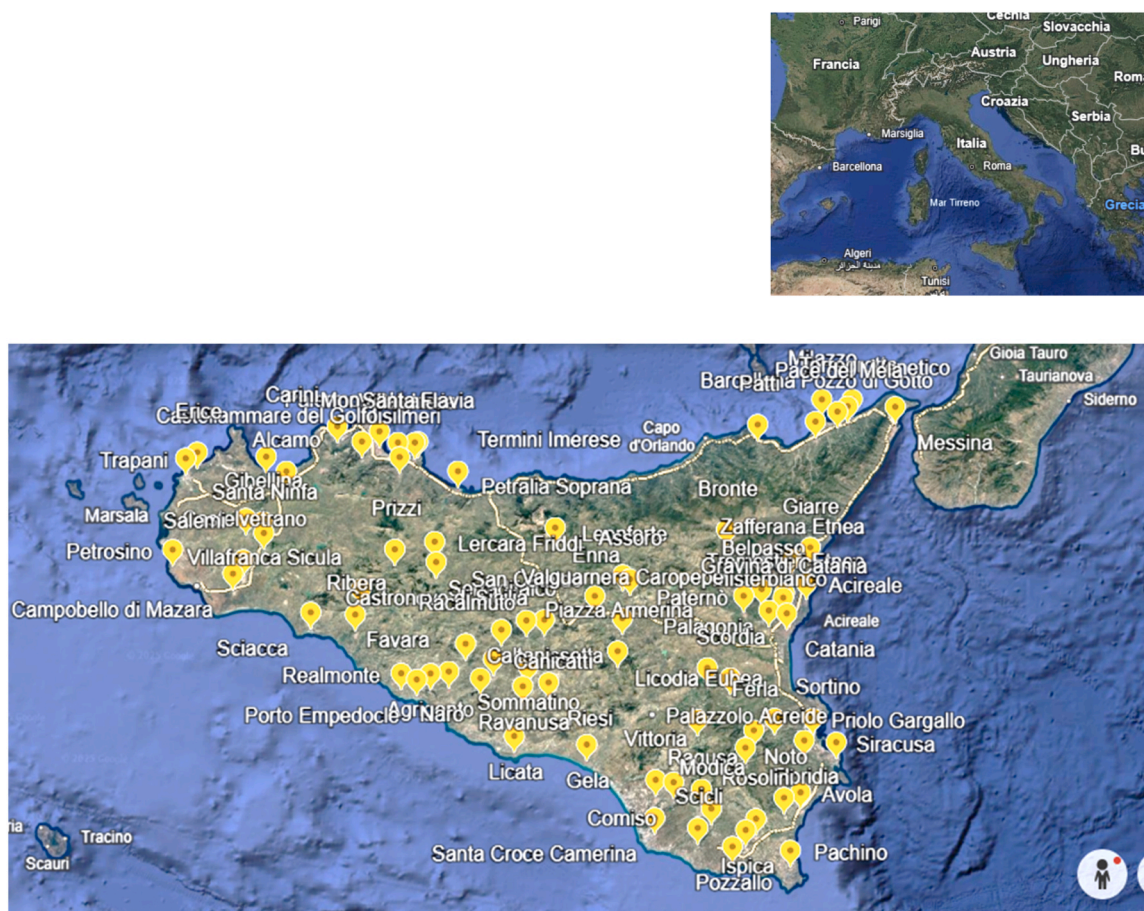 Parigi
Cechia
Slovacchia
Francia
Austria
Ungheria
Roma
Croazia
Serbia
Marsiglia
Italia
Bu
Barcellona
Roma
Mar Tirreno
Grecia
Algeri
مدينة الجزائر
Tunisi
Gioia Tauro
Taurianova
Siderno
Milazzo
Pace del Mela
Barcellona Pozzo di Gotto
Patti
Santa Flavia
Erice
Castellammare del Golfo
Termini Imerese
Capo
d'Orlando
Messina
Alcamo
Trapani
Gibellina
Santa Ninfa
Petralia Soprana
Bronte
Marsala
Prizzi
Giarre
Salemi
Zafferana Etnea
Petrosino
Villafranca Sicula
Lercara Friddi
Assoro
Enna
Belpasso
Gravina di Catania
Valguarnera Caropepe
Acireale
Ribera
Campobello di Mazara
Racalmuto
Piazza Armerina
Paternò
Palagonia
Acireale
Scordia
Sciacca
Favara
Catania
Canicattì
Realmonte
Licodia Eubea
Ferla
Sortino
Porto Empedocle
Naro
Sommatino
Ravanusa
Riesi
Palazzolo Acreide
Priolo Gargallo
Vittoria
Siracusa
Licata
Gela
Ragusa
Noto
Modica
Rosolini
Scicli
Avola
Comiso
Tracino
Scauri
Santa Croce Camerina
Pachino
Ispica
Pozzallo